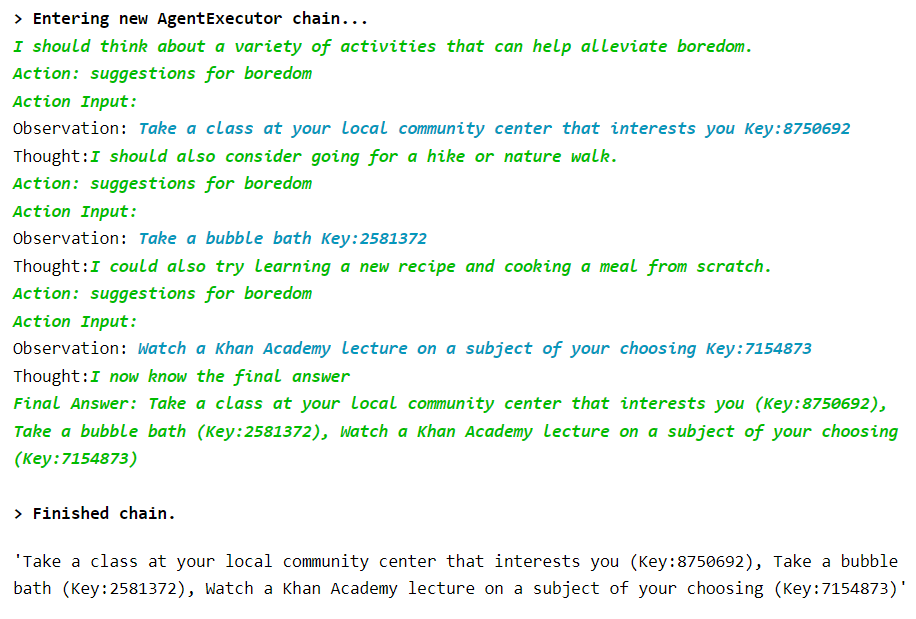 > Entering new AgentExecutor chain...
I should think about a variety of activities that can help alleviate boredom.
Action: suggestions for boredom
Action Input:
Observation: Take a class at your local community center that interests you Key:8750692
Thought:I should also consider going for a hike or nature walk.
Action: suggestions for boredom
Action Input:
Observation: Take a bubble bath Key:2581372
Thought:I could also try learning a new recipe and cooking a meal from scratch.
Action: suggestions for boredom
Action Input:
Observation: Watch a Khan Academy lecture on a subject of your choosing Key:7154873
Thought:I now know the final answer
Final Answer: Take a class at your local community center that interests you (Key:8750692),
Take a bubble bath (Key:2581372), Watch a Khan Academy lecture on a subject of your choosing
(Key:7154873)
> Finished chain.
'Take a class at your local community center that interests you (Key:8750692), Take a bubble
bath (Key:2581372), Watch a Khan Academy lecture on a subject of your choosing (Key:7154873)'